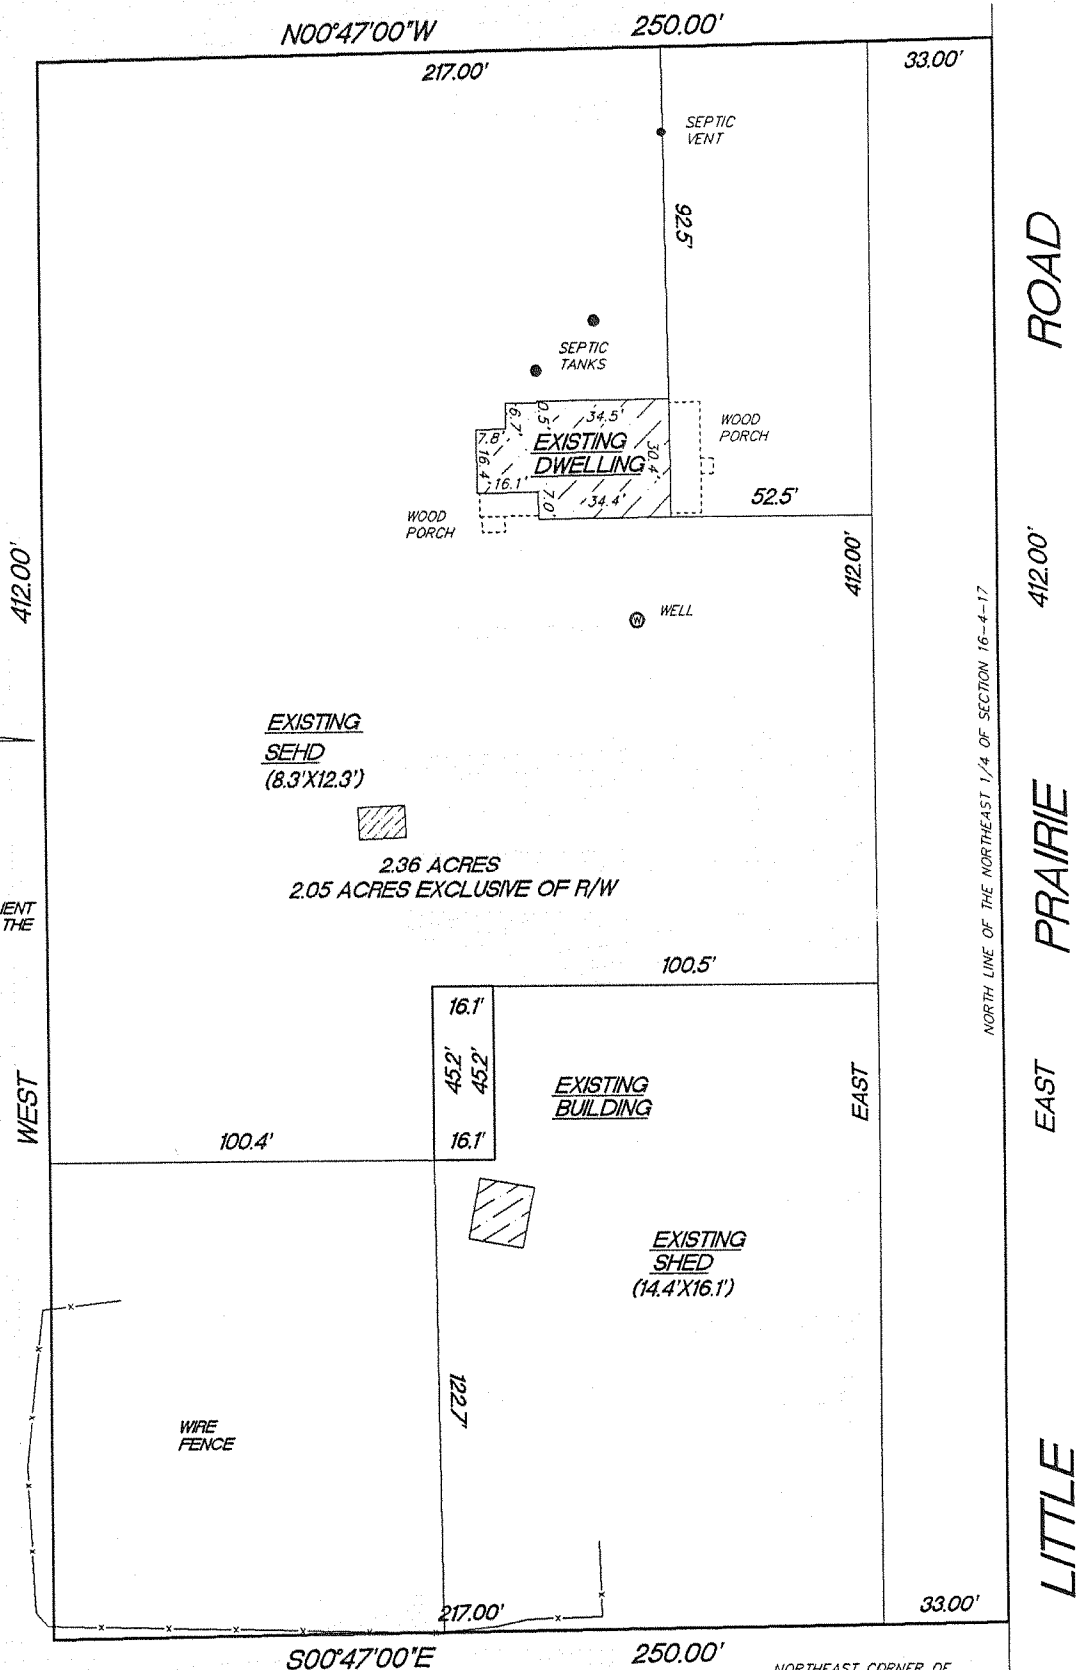 N00°47'00"W 250.00'
217.00' 33.00'
SEPTIC
VENT
92.5'
SEPTIC
TANKS
6.7'
0.5'
34.5'
7.8'
16.4'
EXISTING
DWELLING
30.4'
16.1'
7.0'
34.4'
WOOD
PORCH
52.5'
WOOD
PORCH
412.00'
412.00'
WELL
W
EXISTING
SEHD
(8.3'X12.3')
2.36 ACRES
2.05 ACRES EXCLUSIVE OF R/W
THE
100.5'
16.1'
45.2'
45.2'
16.1'
EXISTING
BUILDING
WEST
EAST
100.4'
EXISTING
SHED
(14.4'X16.1')
122.7'
WIRE
FENCE
217.00' 33.00'
S00°47'00"E 250.00'
NORTHEAST CORNER OF
NORTH LINE OF THE NORTHEAST 1/4 OF SECTION 16-4-17
EAST 412.00'
LITTLE PRAIRIE ROAD